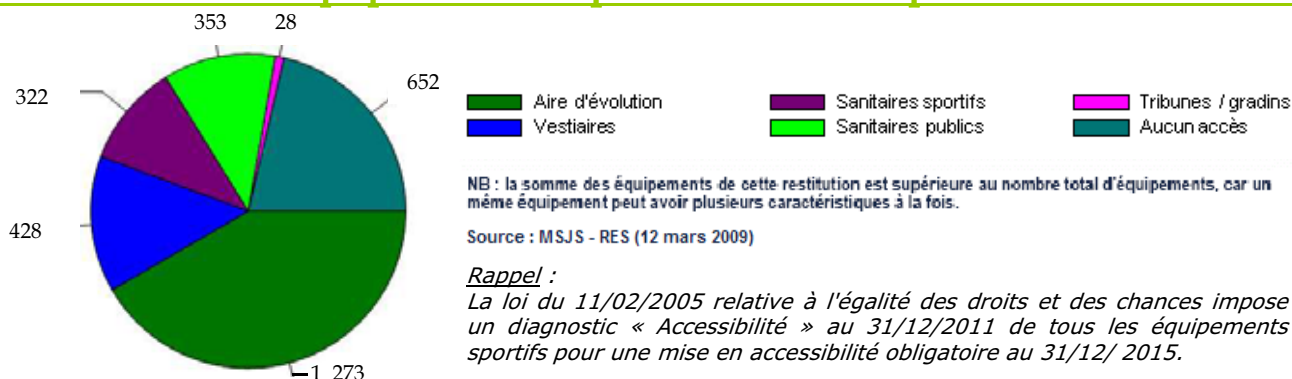 353
28
652
322
428
1 273
Aire d'évolution
Sanitaires sportifs
Tribunes / gradins
Vestiaires
Sanitaires publics
Aucun accès
NB : la somme des équipements de cette restitution est supérieure au nombre total d'équipements, car un
même équipement peut avoir plusieurs caractéristiques à la fois.
Source : MSJS - RES (12 mars 2009)
Rappel :
La loi du 11/02/2005 relative à l'égalité des droits et des chances impose
un diagnostic « Accessibilité » au 31/12/2011 de tous les équipements
sportifs pour une mise en accessibilité obligatoire au 31/12/ 2015.